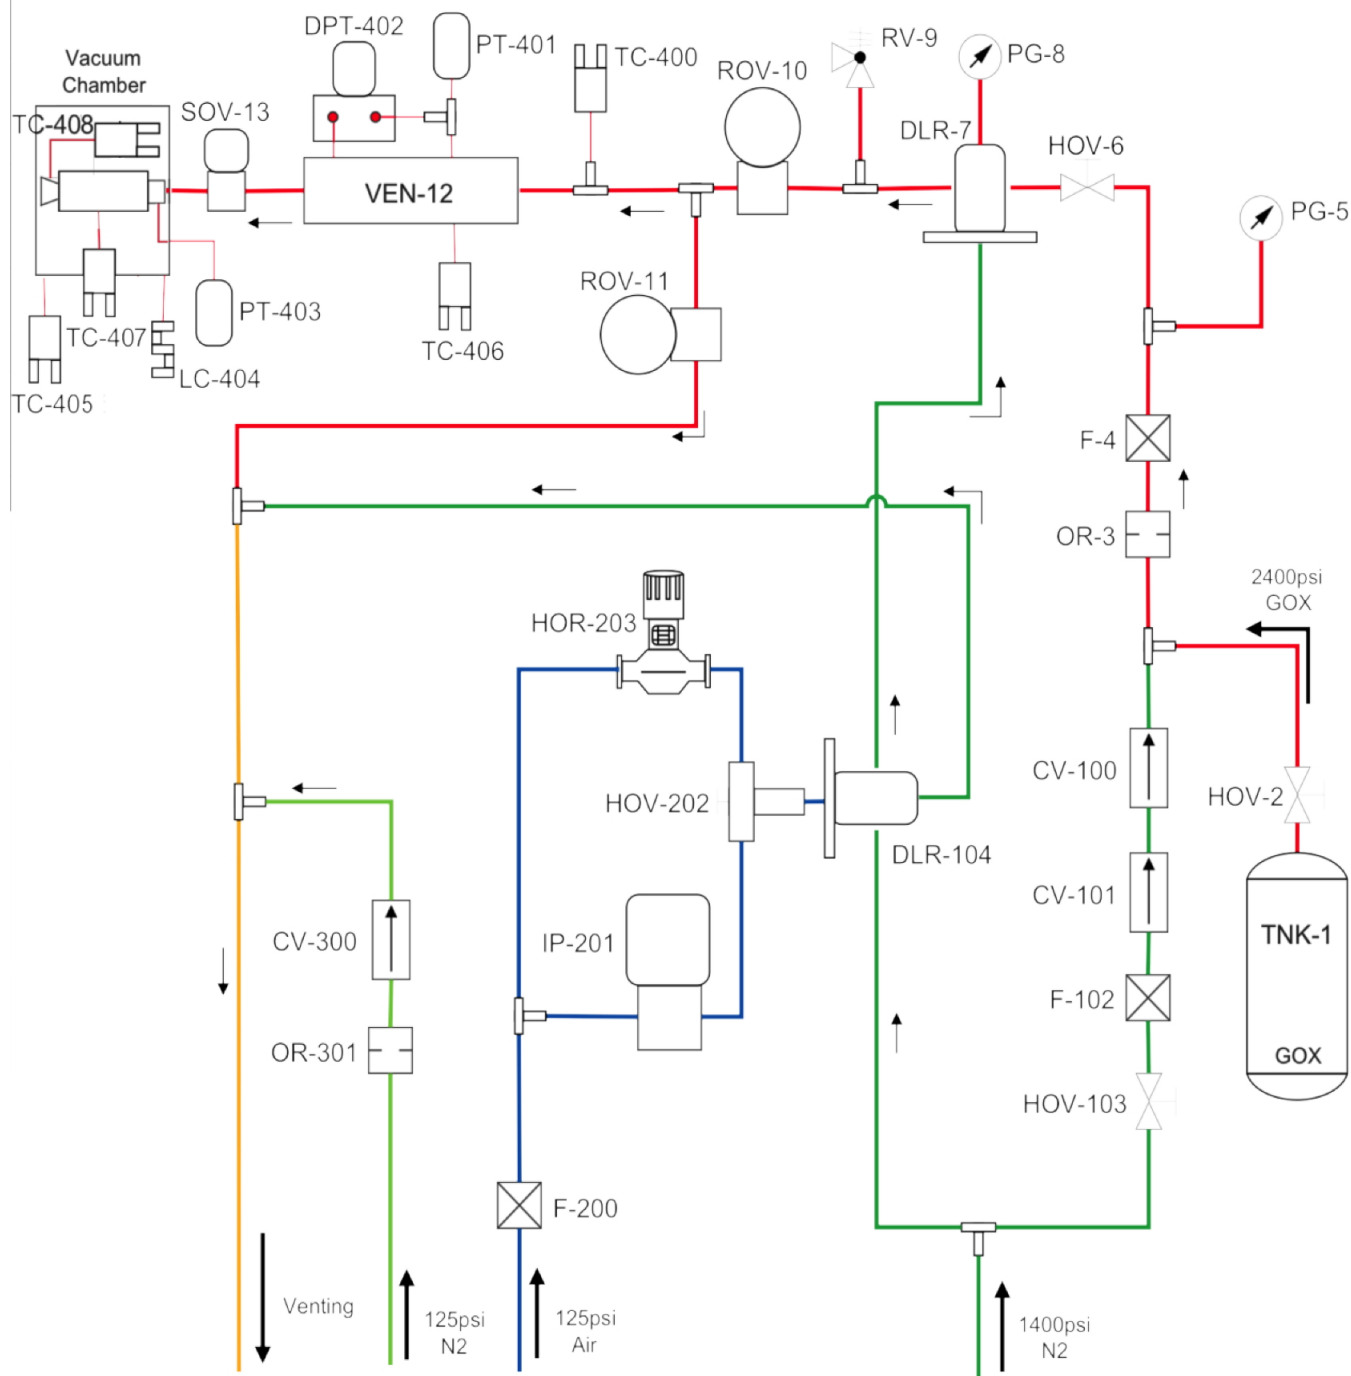 DPT-402
PT-401
RV-9
TC-400
PG-8
Vacuum
Chamber
ROV-10
SOV-13
TC-408
DLR-7
HOV-6
VEN-12
PG-5
ROV-11
PT-403
TC-407
TC-406
LC-404
TC-405
F-4
OR-3
2400psi
GOX
HOR-203
CV-100
HOV-2
HOV-202
DLR-104
CV-101
TNK-1
CV-300
IP-201
F-102
OR-301
GOX
HOV-103
F-200
Venting
125psi
N2
125psi
Air
1400psi
N2